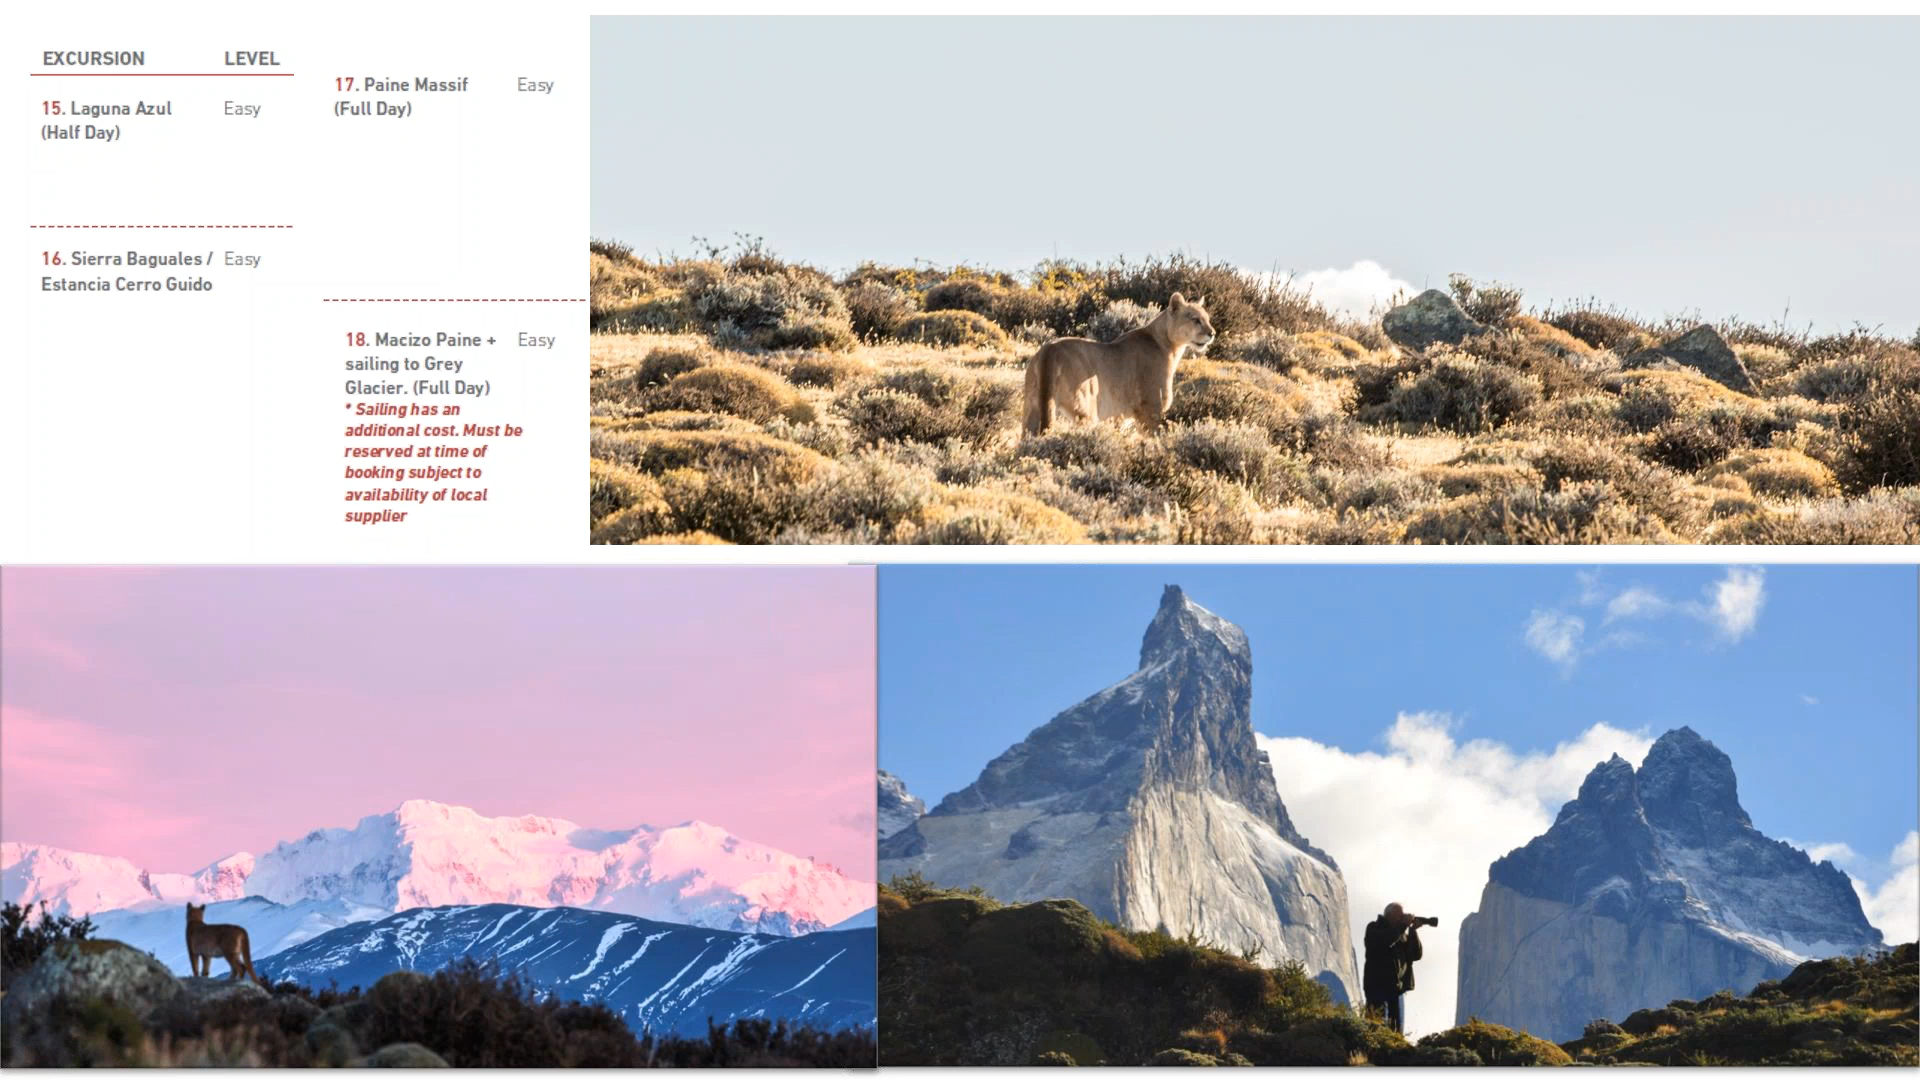 EXCURSION LEVEL
15. Laguna Azul Easy
(Half Day)
16. Sierra Baguales / Easy
Estancia Cerro Guido
17. Paine Massif Easy
(Full Day)
18. Macizo Paine + Easy
sailing to Grey
Glacier. (Full Day)
* Sailing has an
additional cost. Must be
reserved at time of
booking subject to
availability of local
supplier